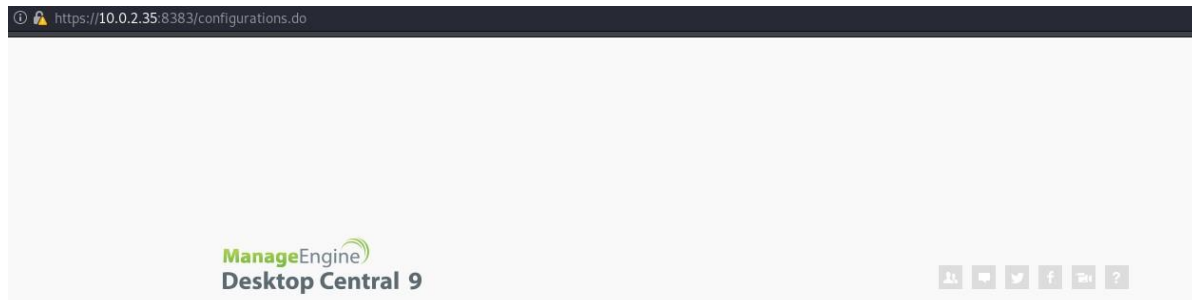 https://10.0.2.35:8383/configurations.do
ManageEngine
Desktop Central 9